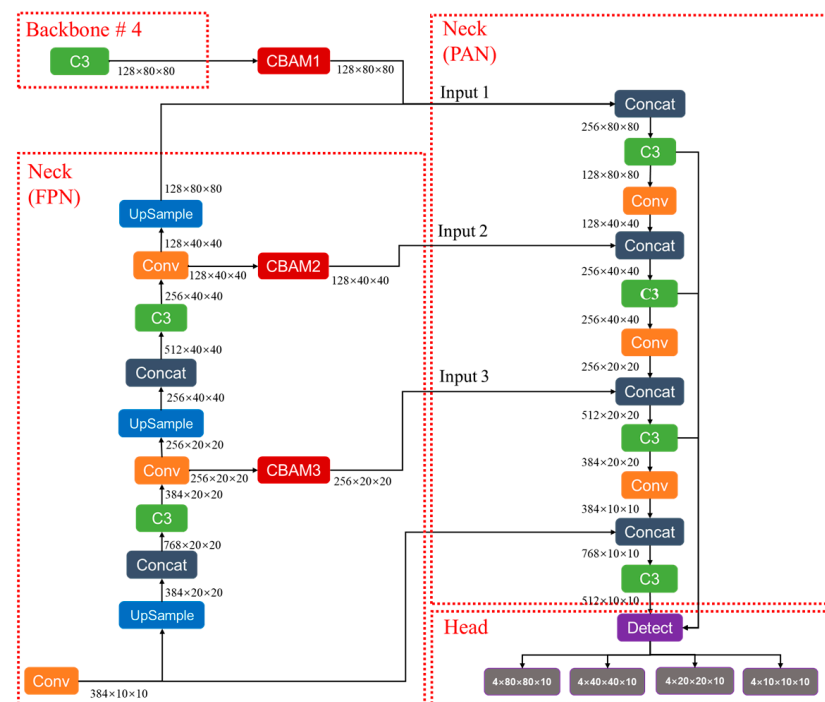 Backbone # 4
C3
128×80×80
CBAM1
128×80×80
Neck
(FPN)
128×80×80
UpSample
128×40×40
Conv
128×40×40
CBAM2
128×40×40
256×40×40
C3
512×40×40
Concat
256×40×40
UpSample
256×20×20
Conv
256×20×20
CBAM3
256×20×20
384×20×20
C3
768×20×20
Concat
384×20×20
UpSample
Conv
384×10×10
Neck
(PAN)
Input 1
Input 2
Input 3
Concat
256×80×80
C3
128×80×80
Conv
128×40×40
Concat
256×40×40
C3
256×40×40
Conv
256×20×20
Concat
512×20×20
C3
384×20×20
Conv
384×10×10
Concat
768×10×10
C3
512×10×10
Head
Detect
4×80×80×10
4×40×40×10
4×20×20×10
4×10×10×10